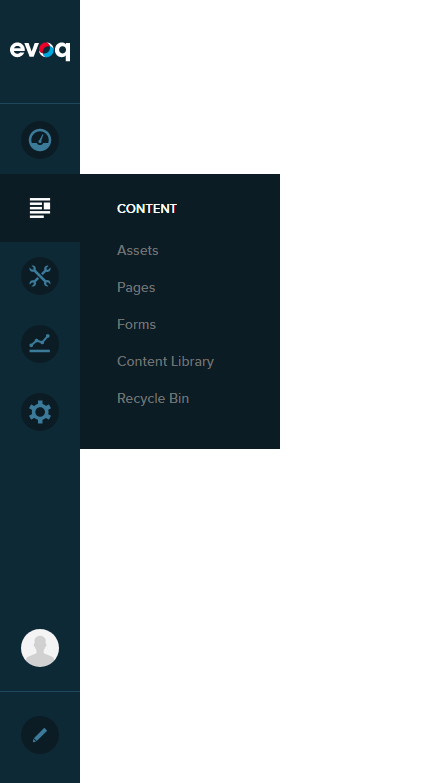 evoq
CONTENT
Assets
Pages
Forms
Content Library
Recycle Bin